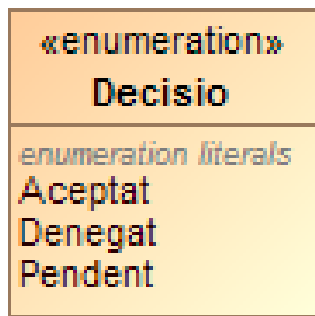 «enumeration»
Decisio
enumeration literals
Aceptat
Denegat
Pendent